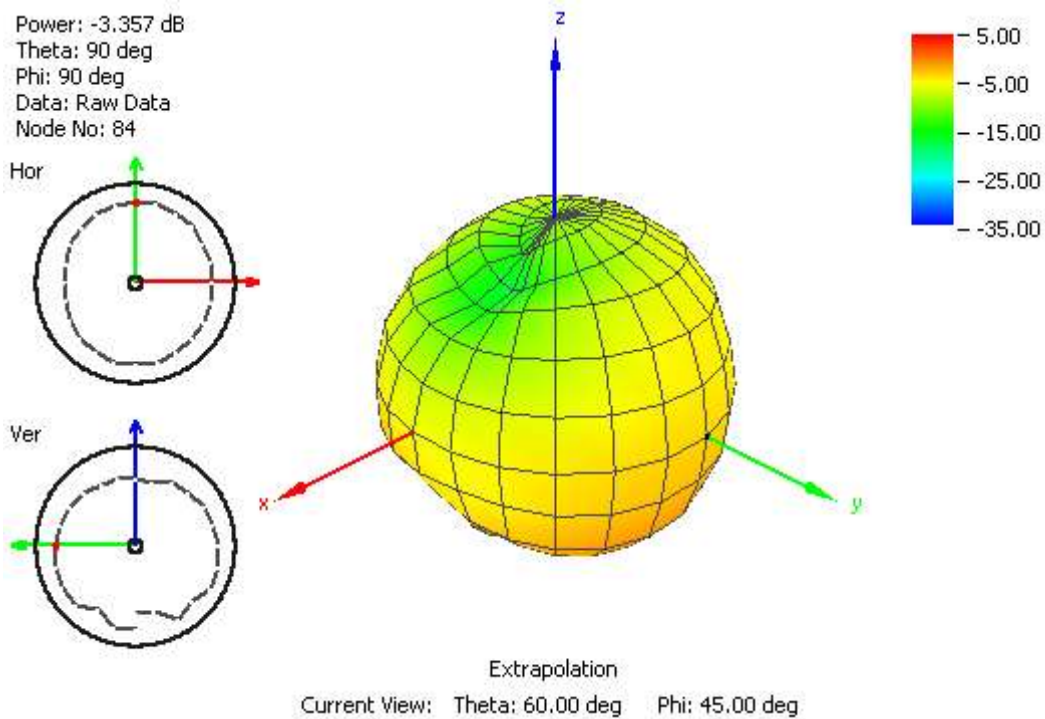 Power: -3.357 dB
Theta: 90 deg
Phi: 90 deg
Data: Raw Data
Node No: 84
Hor
Ver
z
x
y
5.00
-5.00
-15.00
-25.00
-35.00
Extrapolation
Current View: Theta: 60.00 deg Phi: 45.00 deg